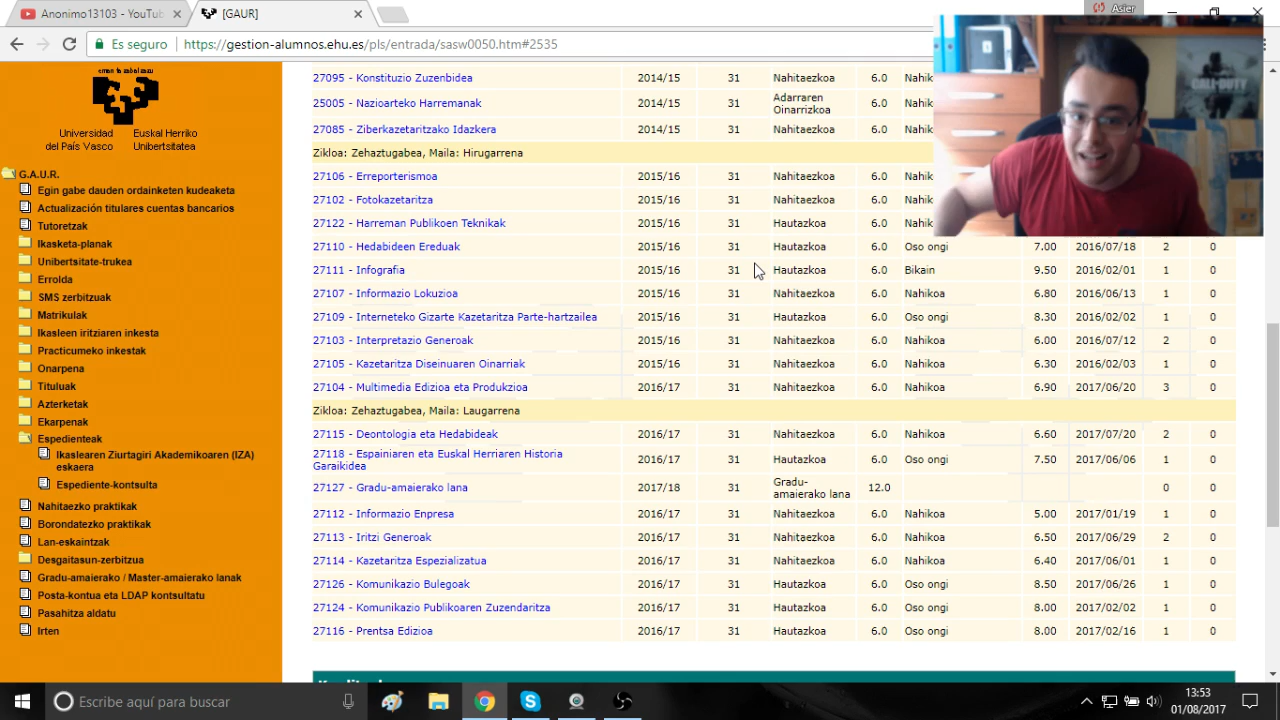 Anonimo13103 - YouTub
[GAUR]
Asier
Es seguro
https://gestion-alumnos.ehu.es/pls/entrada/sasw0050.htm#2535
eman ta zabal zazu
Universidad del País Vasco
Euskal Herriko Unibertsitatea
G.A.U.R.
Egin gabe dauden ordainketen kudeaketa
Actualización titulares cuentas bancarios
Tutoretzak
Ikasketa-planak
Unibertsitate-trukea
Errolda
SMS zerbitzuak
Matrikulak
Ikasleen iritziaren inkesta
Practicumeko inkestak
Onarpena
Tituluak
Azterketak
Ekarpenak
Espedienteak
Ikaslearen Ziurtagiri Akademikoaren (IZA)
eskaera
Espediente-kontsulta
Nahitaezko praktikak
Borondatezko praktikak
Lan-eskaintzak
Desgaitasun-zerbitzua
Gradu-amaierako / Master-amaierako lanak
Posta-kontua eta LDAP kontsultatu
Pasahitza aldatu
Irten
27095 - Konstituzio Zuzenbidea 2014/15 31 Nahitaezkoa 6.0 Nahik
25005 - Nazioarteko Harremanak 2014/15 31 Adarraren Oinarrizkoa 6.0 Nahik
27085 - Ziberkazetaritzako Idazkera 2014/15 31 Nahitaezkoa 6.0 Nahik
Zikloa: Zehaztugabea, Maila: Hirugarrena
27106 - Erreporterismoa 2015/16 31 Nahitaezkoa 6.0 Nahik
27102 - Fotokazetaritza 2015/16 31 Nahitaezkoa 6.0 Nahik
27122 - Harreman Publikoen Teknikak 2015/16 31 Hautazkoa 6.0 Nahik
27110 - Hedabideen Ereduak 2015/16 31 Hautazkoa 6.0 Oso ongi 7.00 2016/07/18 2 0
27111 - Infografia 2015/16 31 Hautazkoa 6.0 Bikain 9.50 2016/02/01 1 0
27107 - Informazio Lokuzioa 2015/16 31 Nahitaezkoa 6.0 Nahikoa 6.80 2016/06/13 1 0
27109 - Interneteko Gizarte Kazetaritza Parte-hartzailea 2015/16 31 Hautazkoa 6.0 Oso ongi 8.30 2016/02/02 1 0
27103 - Interpretazio Generoak 2015/16 31 Nahitaezkoa 6.0 Nahikoa 6.00 2016/07/12 2 0
27105 - Kazetaritza Diseinuaren Oinarriak 2015/16 31 Nahitaezkoa 6.0 Nahikoa 6.30 2016/02/03 1 0
27104 - Multimedia Edizioa eta Produkzioa 2016/17 31 Nahitaezkoa 6.0 Nahikoa 6.90 2017/06/20 3 0
Zikloa: Zehaztugabea, Maila: Laugarrena
27115 - Deontologia eta Hedabideak 2016/17 31 Nahitaezkoa 6.0 Nahikoa 6.60 2017/07/20 2 0
27118 - Espainiaren eta Euskal Herriaren Historia Garaikidea 2016/17 31 Hautazkoa 6.0 Oso ongi 7.50 2017/06/06 1 0
27127 - Gradu-amaierako lana 2017/18 31 Gradu-amaierako lana 12.0 0 0
27112 - Informazio Enpresa 2016/17 31 Nahitaezkoa 6.0 Nahikoa 5.00 2017/01/19 1 0
27113 - Iritzi Generoak 2016/17 31 Nahitaezkoa 6.0 Nahikoa 6.50 2017/06/29 2 0
27114 - Kazetaritza Espezializatua 2016/17 31 Nahitaezkoa 6.0 Nahikoa 6.40 2017/06/01 1 0
27126 - Komunikazio Bulegoak 2016/17 31 Hautazkoa 6.0 Oso ongi 8.50 2017/06/26 1 0
27124 - Komunikazio Publikoaren Zuzendaritza 2016/17 31 Hautazkoa 6.0 Oso ongi 8.00 2017/02/02 1 0
27116 - Prentsa Edizioa 2016/17 31 Hautazkoa 6.0 Oso ongi 8.00 2017/02/16 1 0
CALL OF DUTY
Escribe aquí para buscar
13:53
01/08/2017